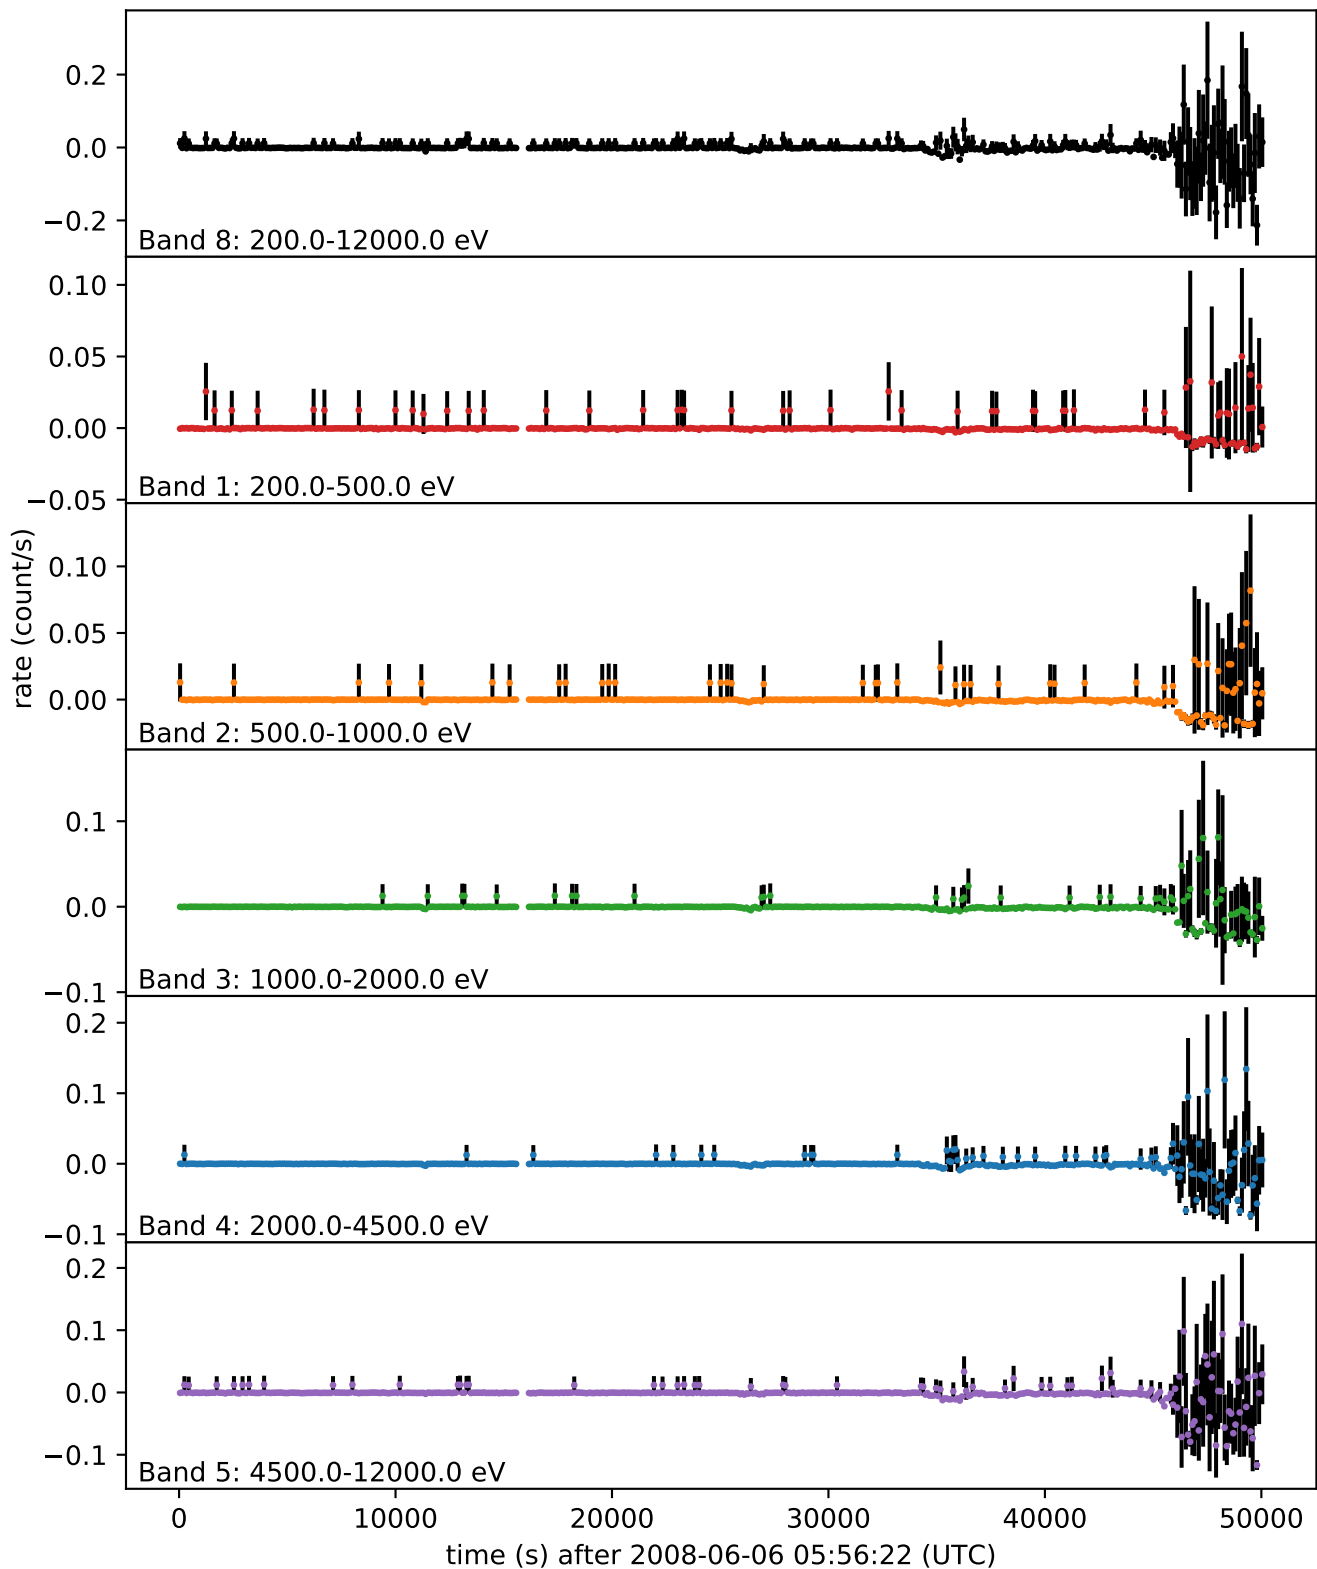 0.2
0.0
−0.2
Band 8: 200.0-12000.0 eV
0.10
0.05
0.00
−0.05
Band 1: 200.0-500.0 eV
rate (count/s)
0.10
0.05
0.00
Band 2: 500.0-1000.0 eV
0.1
0.0
−0.1
Band 3: 1000.0-2000.0 eV
0.2
0.1
0.0
−0.1
Band 4: 2000.0-4500.0 eV
0.2
0.1
0.0
−0.1
Band 5: 4500.0-12000.0 eV
0 10000 20000 30000 40000 50000
time (s) after 2008-06-06 05:56:22 (UTC)